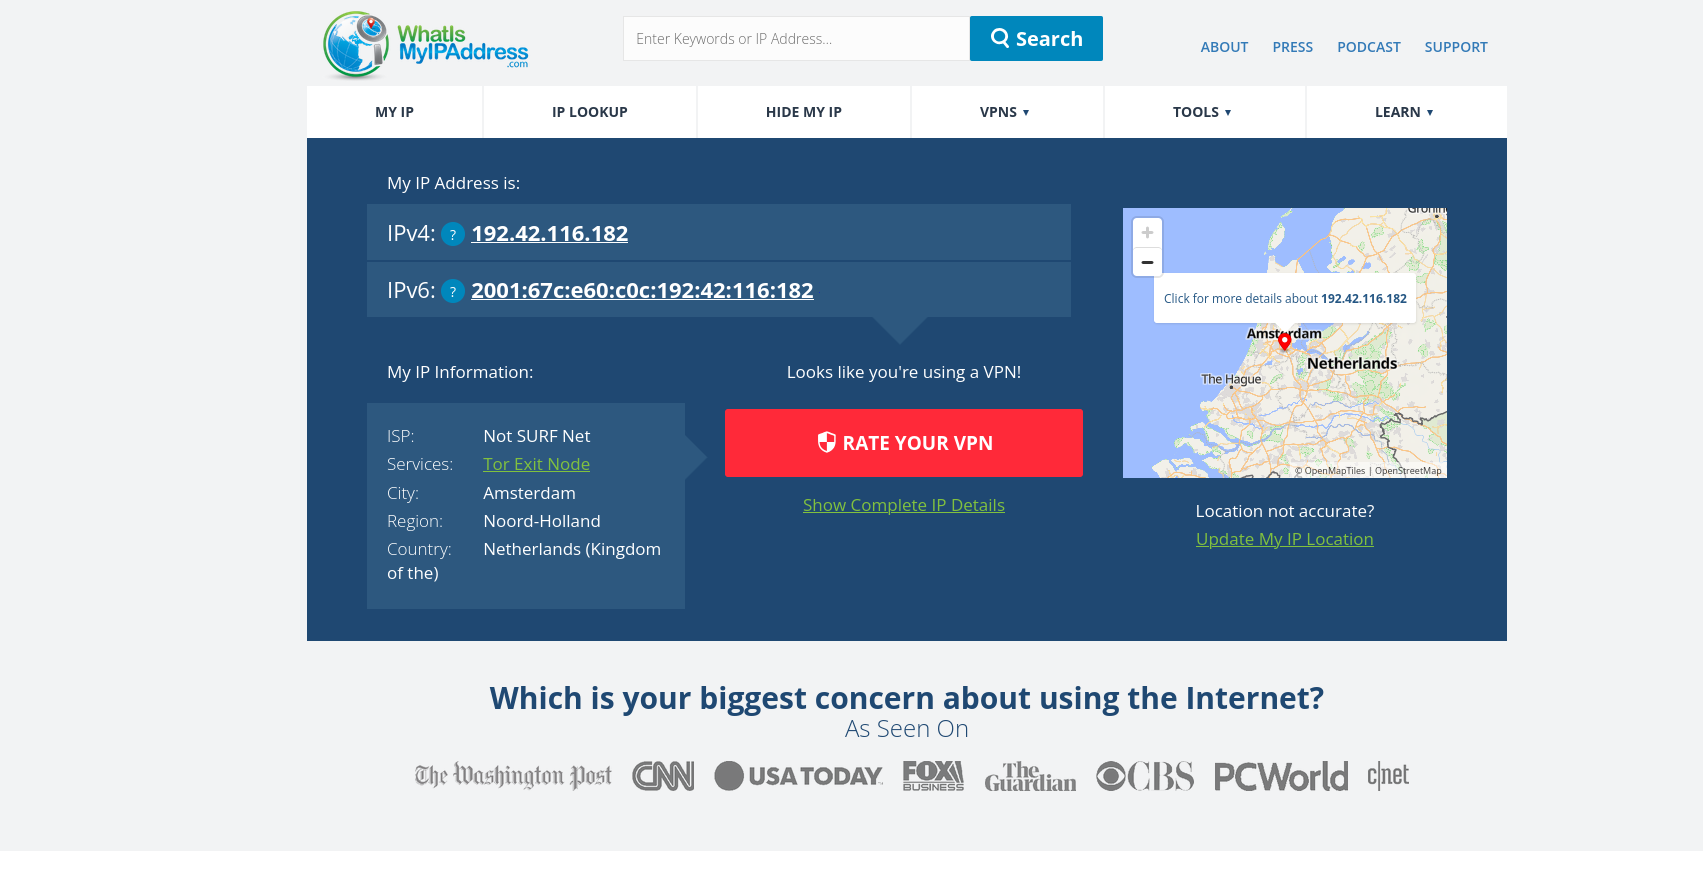 WhatIs
MyIPAddress
.com
Enter Keywords or IP Address...
Search
ABOUT PRESS PODCAST SUPPORT
MY IP IP LOOKUP HIDE MY IP VPNS ▾ TOOLS ▾ LEARN ▾
My IP Address is:
IPv4: ? 192.42.116.182
IPv6: ? 2001:67c:e60:c0c:192:42:116:182
My IP Information:
ISP: Not SURF Net
Services: Tor Exit Node
City: Amsterdam
Region: Noord-Holland
Country: Netherlands (Kingdom
of the)
Looks like you're using a VPN!
RATE YOUR VPN
Show Complete IP Details
Gronin
+
−
Click for more details about 192.42.116.182
Amsterdam
Netherlands
The Hague
© OpenMapTiles | OpenStreetMap
Location not accurate?
Update My IP Location
Which is your biggest concern about using the Internet?
As Seen On
The Washington Post CNN USA TODAY FOX BUSINESS The Guardian CBS PCWorld c|net